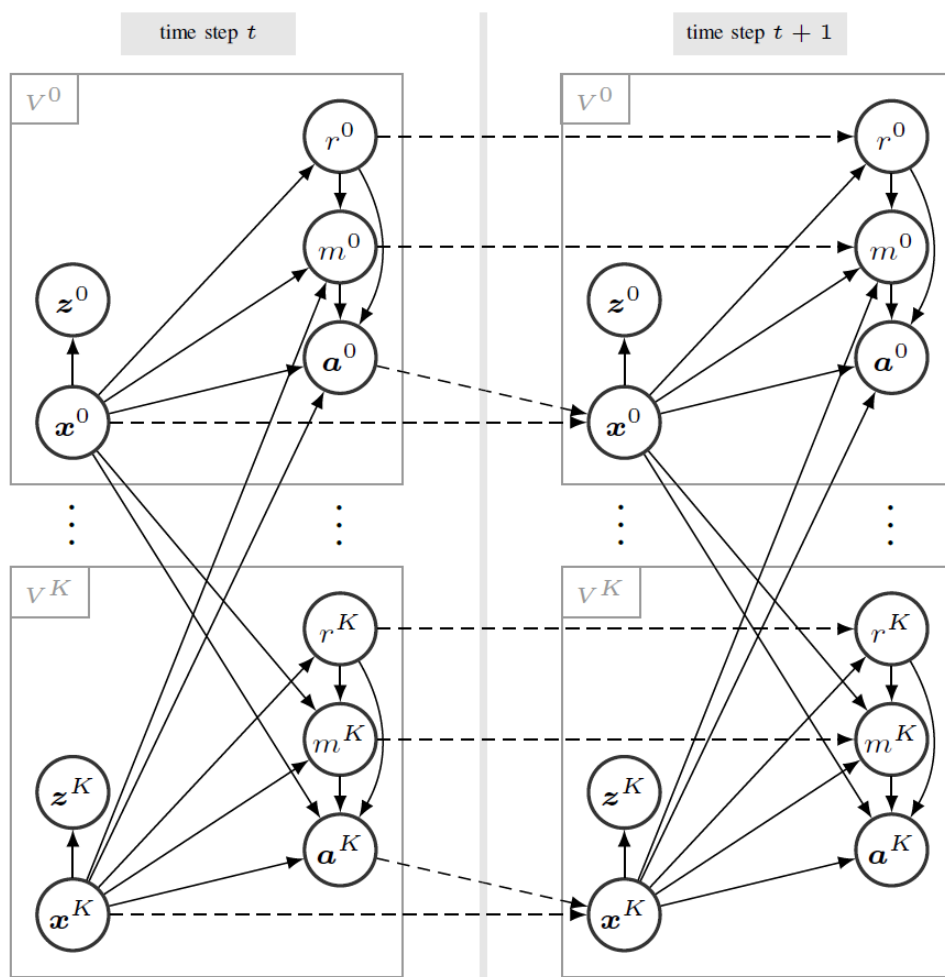 time step t
time step t + 1
V^0
r^0
m^0
z^0
a^0
x^0
V^0
r^0
m^0
z^0
a^0
x^0
V^K
r^K
m^K
z^K
a^K
x^K
V^K
r^K
m^K
z^K
a^K
x^K